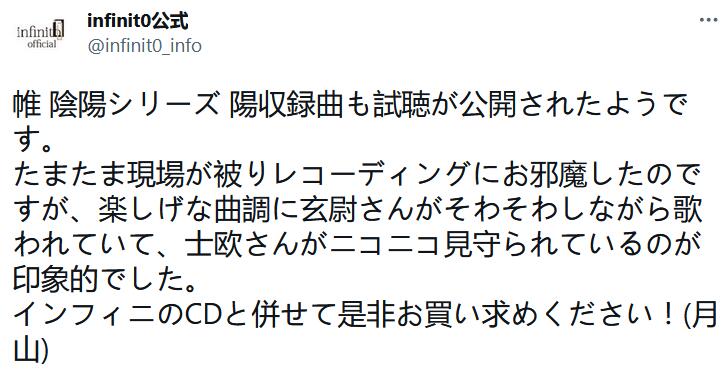 infinit0
official
infinit0公式
@infinit0_info
帷 陰陽シリーズ 陽収録曲も試聴が公開されたようで
す。
たまたま現場が被りレコーディングにお邪魔したので
すが、楽しげな曲調に玄尉さんがそわそわしながら歌
われていて、士欧さんがニコニコ見守られているのが
印象的でした。
インフィニのCDと併せて是非お買い求めください！(月
山)